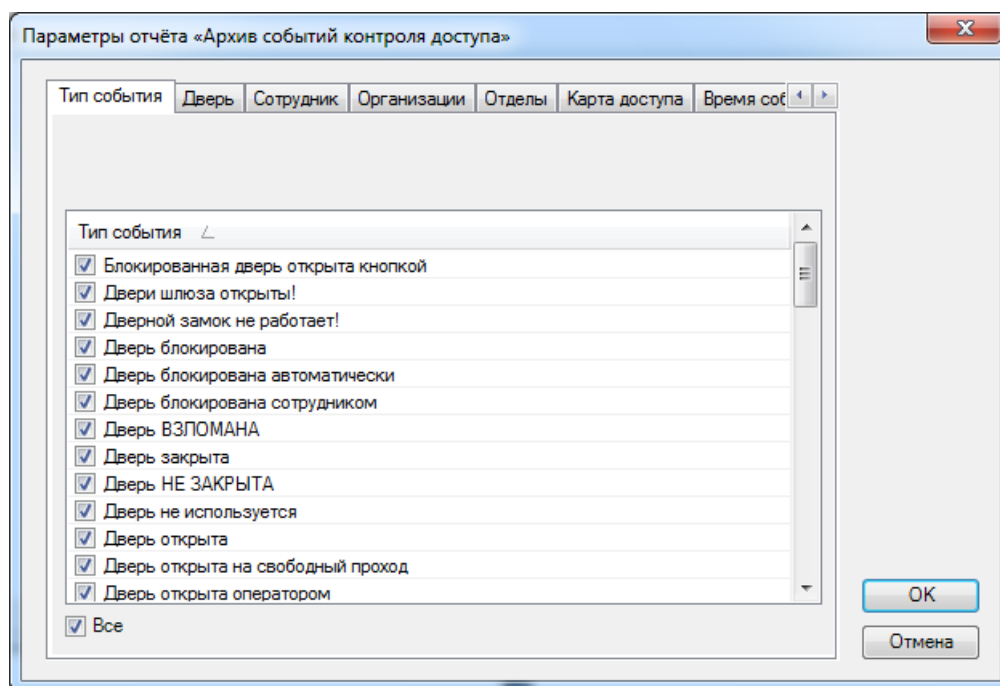 Параметры отчёта «Архив событий контроля доступа»
Тип события Дверь Сотрудник Организации Отделы Карта доступа Время соб
Тип события
Блокированная дверь открыта кнопкой
Двери шлюза открыты!
Дверной замок не работает!
Дверь блокирована
Дверь блокирована автоматически
Дверь блокирована сотрудником
Дверь ВЗЛОМАНА
Дверь закрыта
Дверь НЕ ЗАКРЫТА
Дверь не используется
Дверь открыта
Дверь открыта на свободный проход
Дверь открыта оператором
Все
OK
Отмена